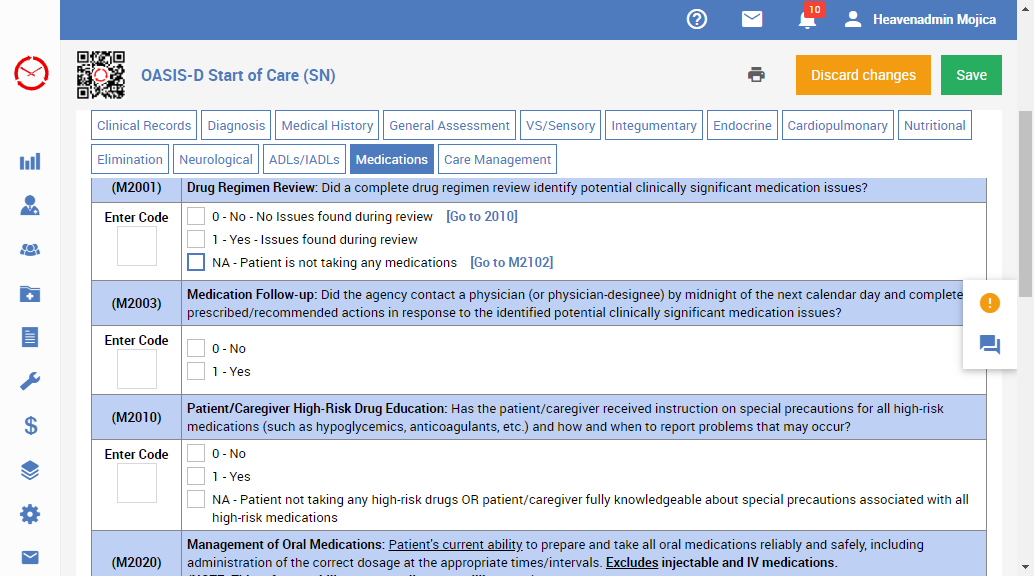 10
Heavenadmin Mojica
OASIS-D Start of Care (SN)
Discard changes
Save
Clinical Records
Diagnosis
Medical History
General Assessment
VS/Sensory
Integumentary
Endocrine
Cardiopulmonary
Nutritional
Elimination
Neurological
ADLs/IADLs
Medications
Care Management
(M2001)
Drug Regimen Review: Did a complete drug regimen review identify potential clinically significant medication issues?
Enter Code
0 - No - No Issues found during review [Go to 2010]
1 - Yes - Issues found during review
NA - Patient is not taking any medications [Go to M2102]
(M2003)
Medication Follow-up: Did the agency contact a physician (or physician-designee) by midnight of the next calendar day and complete
prescribed/recommended actions in response to the identified potential clinically significant medication issues?
Enter Code
0 - No
1 - Yes
(M2010)
Patient/Caregiver High-Risk Drug Education: Has the patient/caregiver received instruction on special precautions for all high-risk
medications (such as hypoglycemics, anticoagulants, etc.) and how and when to report problems that may occur?
Enter Code
0 - No
1 - Yes
NA - Patient not taking any high-risk drugs OR patient/caregiver fully knowledgeable about special precautions associated with all
high-risk medications
(M2020)
Management of Oral Medications: Patient's current ability to prepare and take all oral medications reliably and safely, including
administration of the correct dosage at the appropriate times/intervals. Excludes injectable and IV medications.